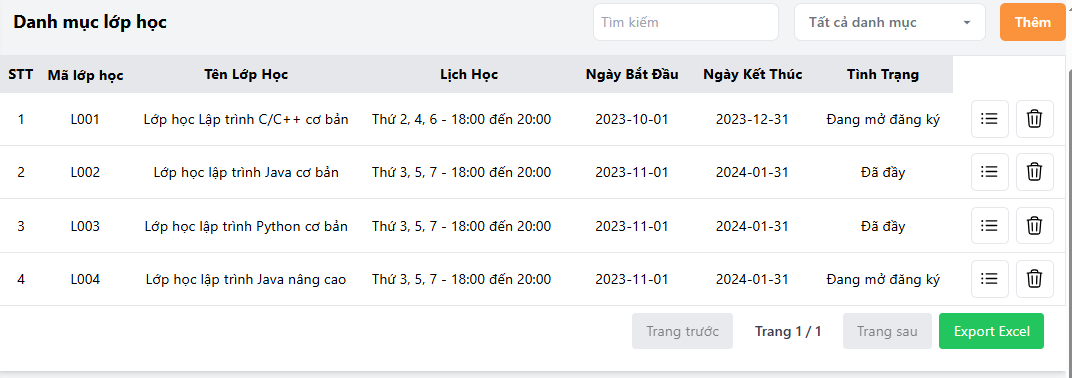 Danh mục lớp học Tìm kiếm Tất cả danh mục Thêm
STT Mã lớp học Tên Lớp Học Lịch Học Ngày Bắt Đầu Ngày Kết Thúc Tình Trạng
1 L001 Lớp học Lập trình C/C++ cơ bản Thứ 2, 4, 6 - 18:00 đến 20:00 2023-10-01 2023-12-31 Đang mở đăng ký
2 L002 Lớp học lập trình Java cơ bản Thứ 3, 5, 7 - 18:00 đến 20:00 2023-11-01 2024-01-31 Đã đầy
3 L003 Lớp học lập trình Python cơ bản Thứ 3, 5, 7 - 18:00 đến 20:00 2023-11-01 2024-01-31 Đã đầy
4 L004 Lớp học lập trình Java nâng cao Thứ 3, 5, 7 - 18:00 đến 20:00 2023-11-01 2024-01-31 Đang mở đăng ký
Trang trước Trang 1 / 1 Trang sau Export Excel